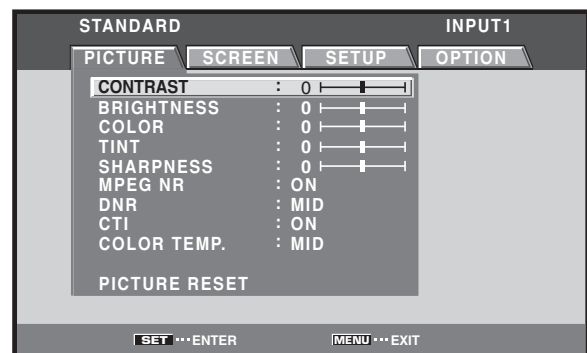 STANDARD INPUT1
PICTURE SCREEN SETUP OPTION
CONTRAST : 0
BRIGHTNESS : 0
COLOR : 0
TINT : 0
SHARPNESS : 0
MPEG NR : ON
DNR : MID
CTI : ON
COLOR TEMP. : MID
PICTURE RESET
SET ··· ENTER MENU ··· EXIT